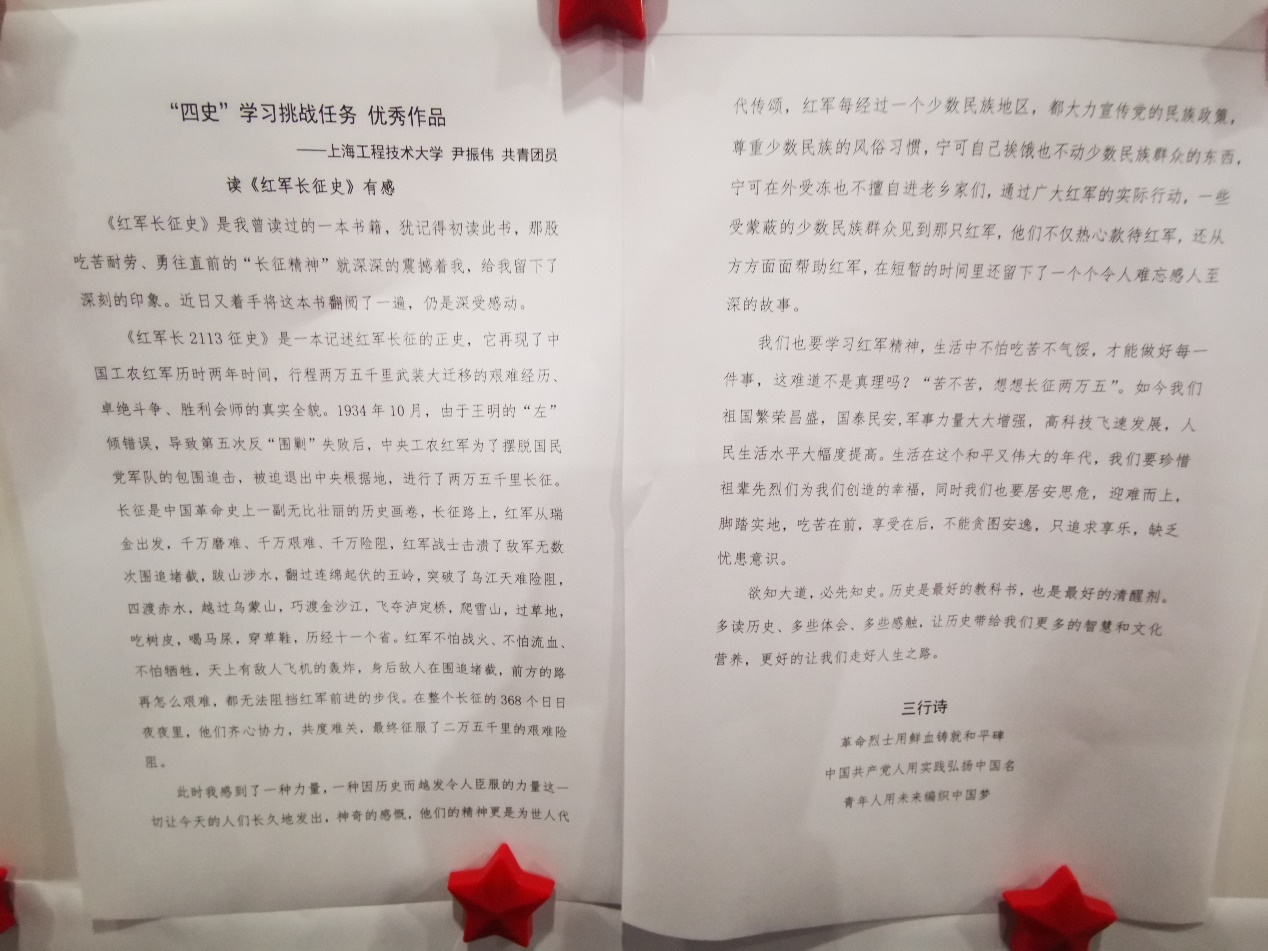 “四史”学习挑战任务 优秀作品
——上海工程技术大学 尹振伟 共青团员
读《红军长征史》有感
《红军长征史》是我曾读过的一本书籍，犹记得初读此书，那股
吃苦耐劳、勇往直前的“长征精神”就深深的震撼着我，给我留下了
深刻的印象。近日又着手将这本书翻阅了一遍，仍是深受感动。
《红军长 2113 征史》是一本记述红军长征的正史，它再现了中
国工农红军历时两年时间，行程两万五千里武装大迁移的艰难经历、
卓绝斗争、胜利会师的真实全貌。1934 年 10 月，由于王明的“左”
倾错误，导致第五次反“围剿”失败后，中央工农红军为了摆脱国民
党军队的包围追击，被迫退出中央根据地，进行了两万五千里长征。
长征是中国革命史上一副无比壮丽的历史画卷，长征路上，红军从瑞
金出发，千万磨难、千万艰难、千万险阻，红军战士击溃了敌军无数
次围追堵截，跋山涉水，翻过连绵起伏的五岭，突破了乌江天难险阻，
四渡赤水，越过乌蒙山，巧渡金沙江，飞夺泸定桥，爬雪山，过草地，
吃树皮，喝马尿，穿草鞋，历经十一个省。红军不怕战火、不怕流血、
不怕牺牲，天上有敌人飞机的轰炸，身后敌人在围追堵截，前方的路
再怎么艰难，都无法阻挡红军前进的步伐。在整个长征的 368 个日日
夜夜里，他们齐心协力，共度难关，最终征服了二万五千里的艰难险
阻。
此时我感到了一种力量，一种因历史而越发令人臣服的力量这一
切让今天的人们长久地发出，神奇的感慨，他们的精神更是为世人代
代传颂，红军每经过一个少数民族地区，都大力宣传党的民族政策，
尊重少数民族的风俗习惯，宁可自己挨饿也不动少数民族群众的东西，
宁可在外受冻也不擅自进老乡家们，通过广大红军的实际行动，一些
受蒙蔽的少数民族群众见到那只红军，他们不仅热心款待红军，还从
方方面面帮助红军，在短暂的时间里还留下了一个个令人难忘感人至
深的故事。
我们也要学习红军精神，生活中不怕吃苦不气馁，才能做好每一
件事，这难道不是真理吗？“苦不苦，想想长征两万五”。如今我们
祖国繁荣昌盛，国泰民安,军事力量大大增强，高科技飞速发展，人
民生活水平大幅度提高。生活在这个和平又伟大的年代，我们要珍惜
祖辈先烈们为我们创造的幸福，同时我们也要居安思危，迎难而上，
脚踏实地，吃苦在前，享受在后，不能贪图安逸，只追求享乐，缺乏
忧患意识。
欲知大道，必先知史。历史是最好的教科书，也是最好的清醒剂。
多读历史、多些体会、多些感触，让历史带给我们更多的智慧和文化
营养，更好的让我们走好人生之路。
三行诗
革命烈士用鲜血铸就和平碑
中国共产党人用实践弘扬中国名
青年人用未来编织中国梦